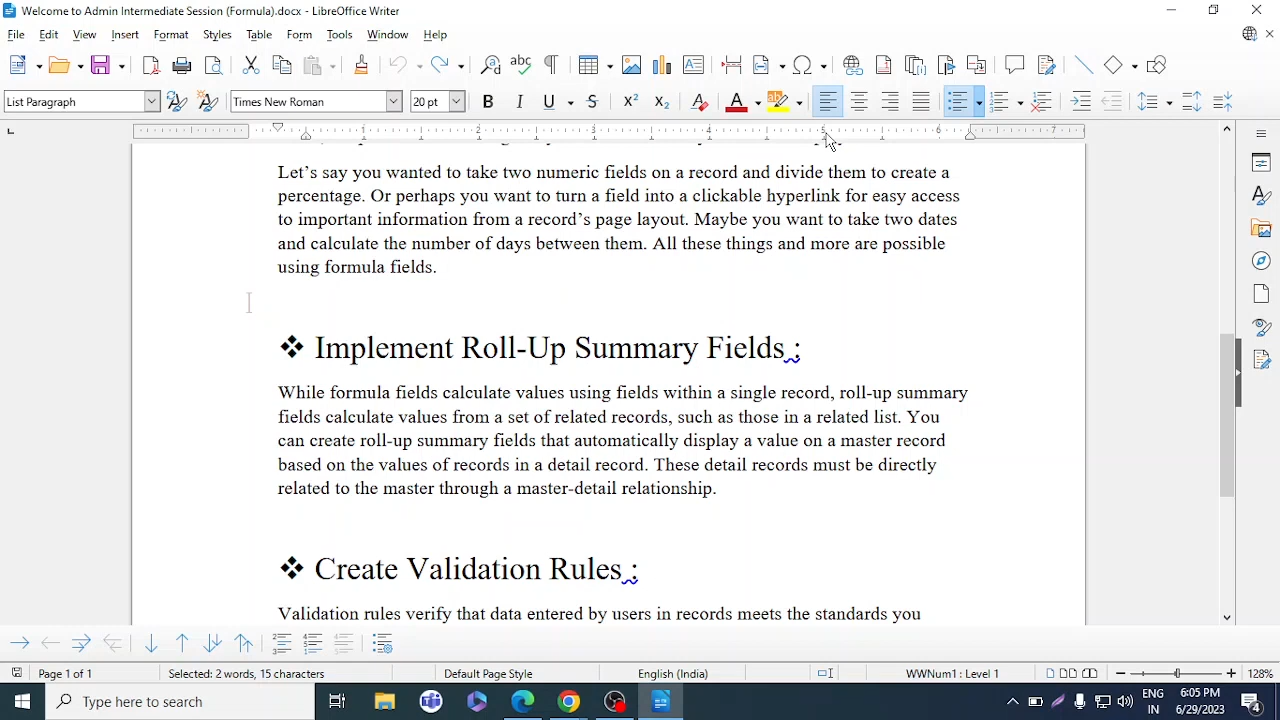 Welcome to Admin Intermediate Session (Formula).docx - LibreOffice Writer
File Edit View Insert Format Styles Table Form Tools Window Help
List Paragraph Times New Roman 20 pt
1 2 3 4 5 6 7
Let's say you wanted to take two numeric fields on a record and divide them to create a
percentage. Or perhaps you want to turn a field into a clickable hyperlink for easy access
to important information from a record's page layout. Maybe you want to take two dates
and calculate the number of days between them. All these things and more are possible
using formula fields.
❖ Implement Roll-Up Summary Fields :
While formula fields calculate values using fields within a single record, roll-up summary
fields calculate values from a set of related records, such as those in a related list. You
can create roll-up summary fields that automatically display a value on a master record
based on the values of records in a detail record. These detail records must be directly
related to the master through a master-detail relationship.
❖ Create Validation Rules :
Validation rules verify that data entered by users in records meets the standards you
Page 1 of 1 Selected: 2 words, 15 characters Default Page Style English (India) WWNum1 : Level 1 128%
Type here to search
ENG
IN
6:05 PM
6/29/2023
4